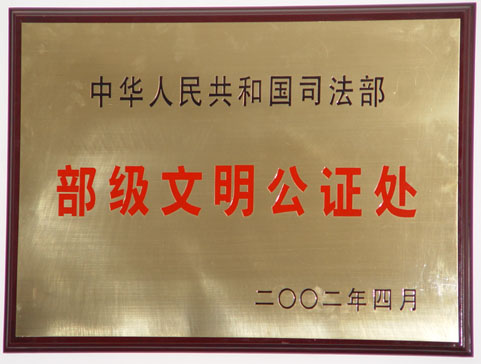 中华人民共和国司法部
部级文明公证处
二〇〇二年四月